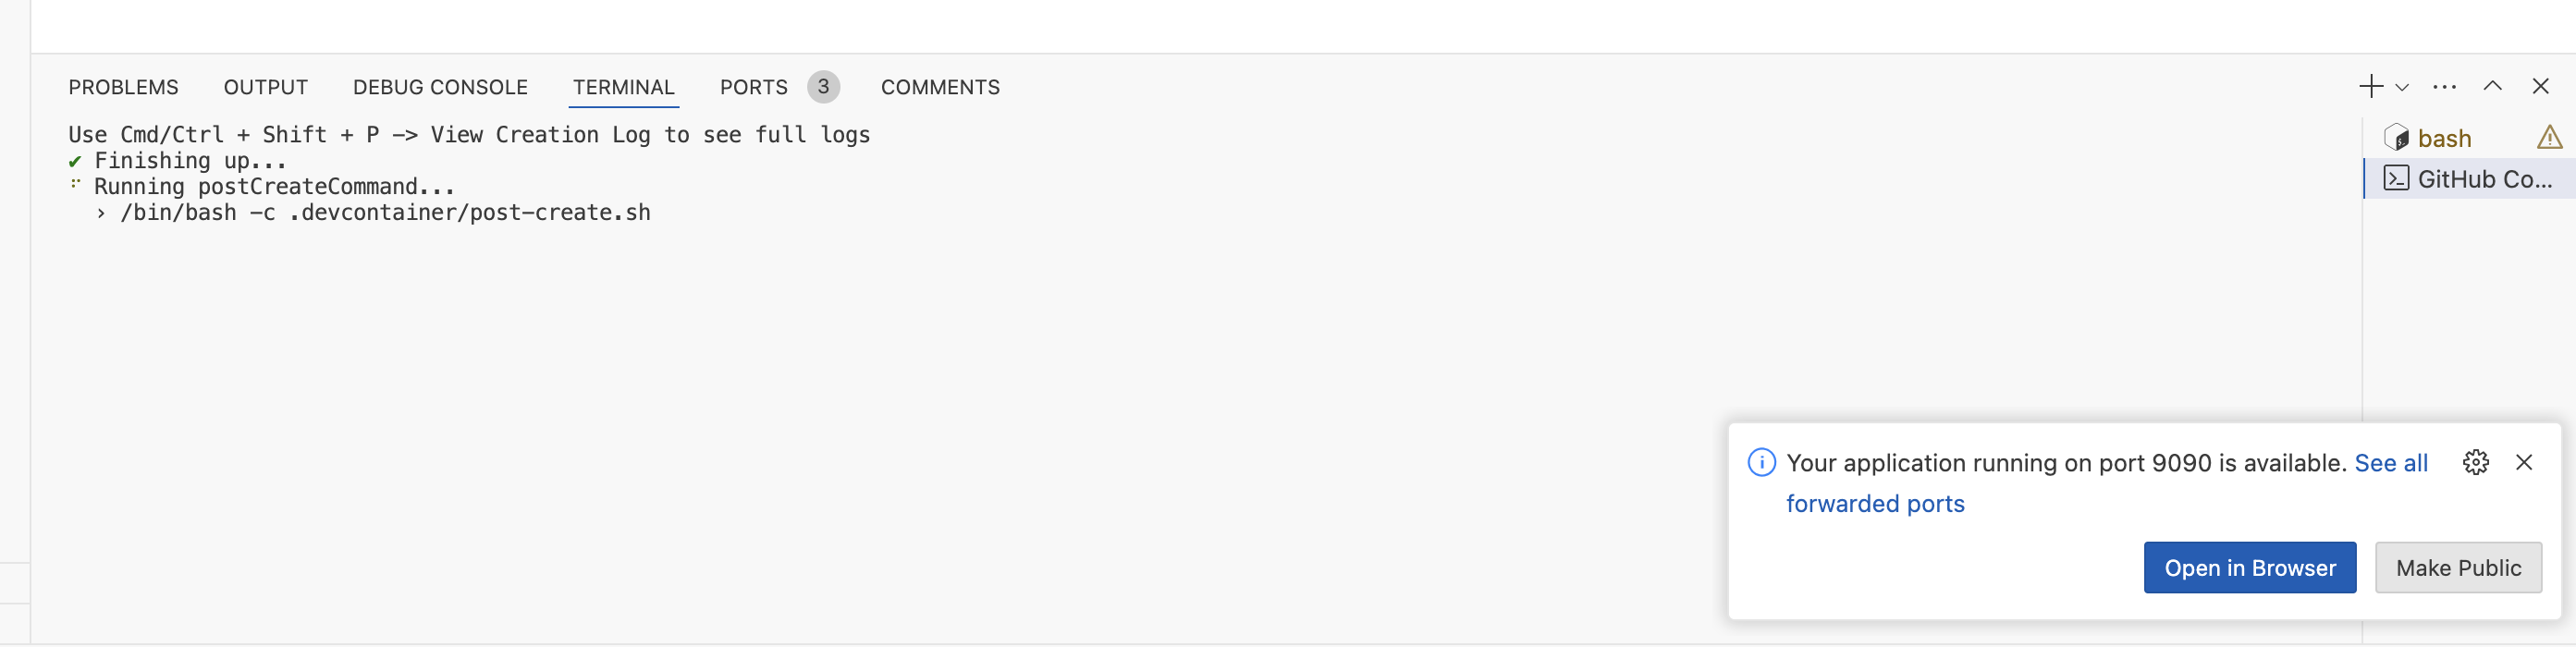 PROBLEMS OUTPUT DEBUG CONSOLE TERMINAL PORTS 3 COMMENTS
Use Cmd/Ctrl + Shift + P -> View Creation Log to see full logs
✔ Finishing up...
⠋ Running postCreateCommand...
› /bin/bash -c .devcontainer/post-create.sh
bash
GitHub Co...
Your application running on port 9090 is available. See all
forwarded ports
Open in Browser Make Public